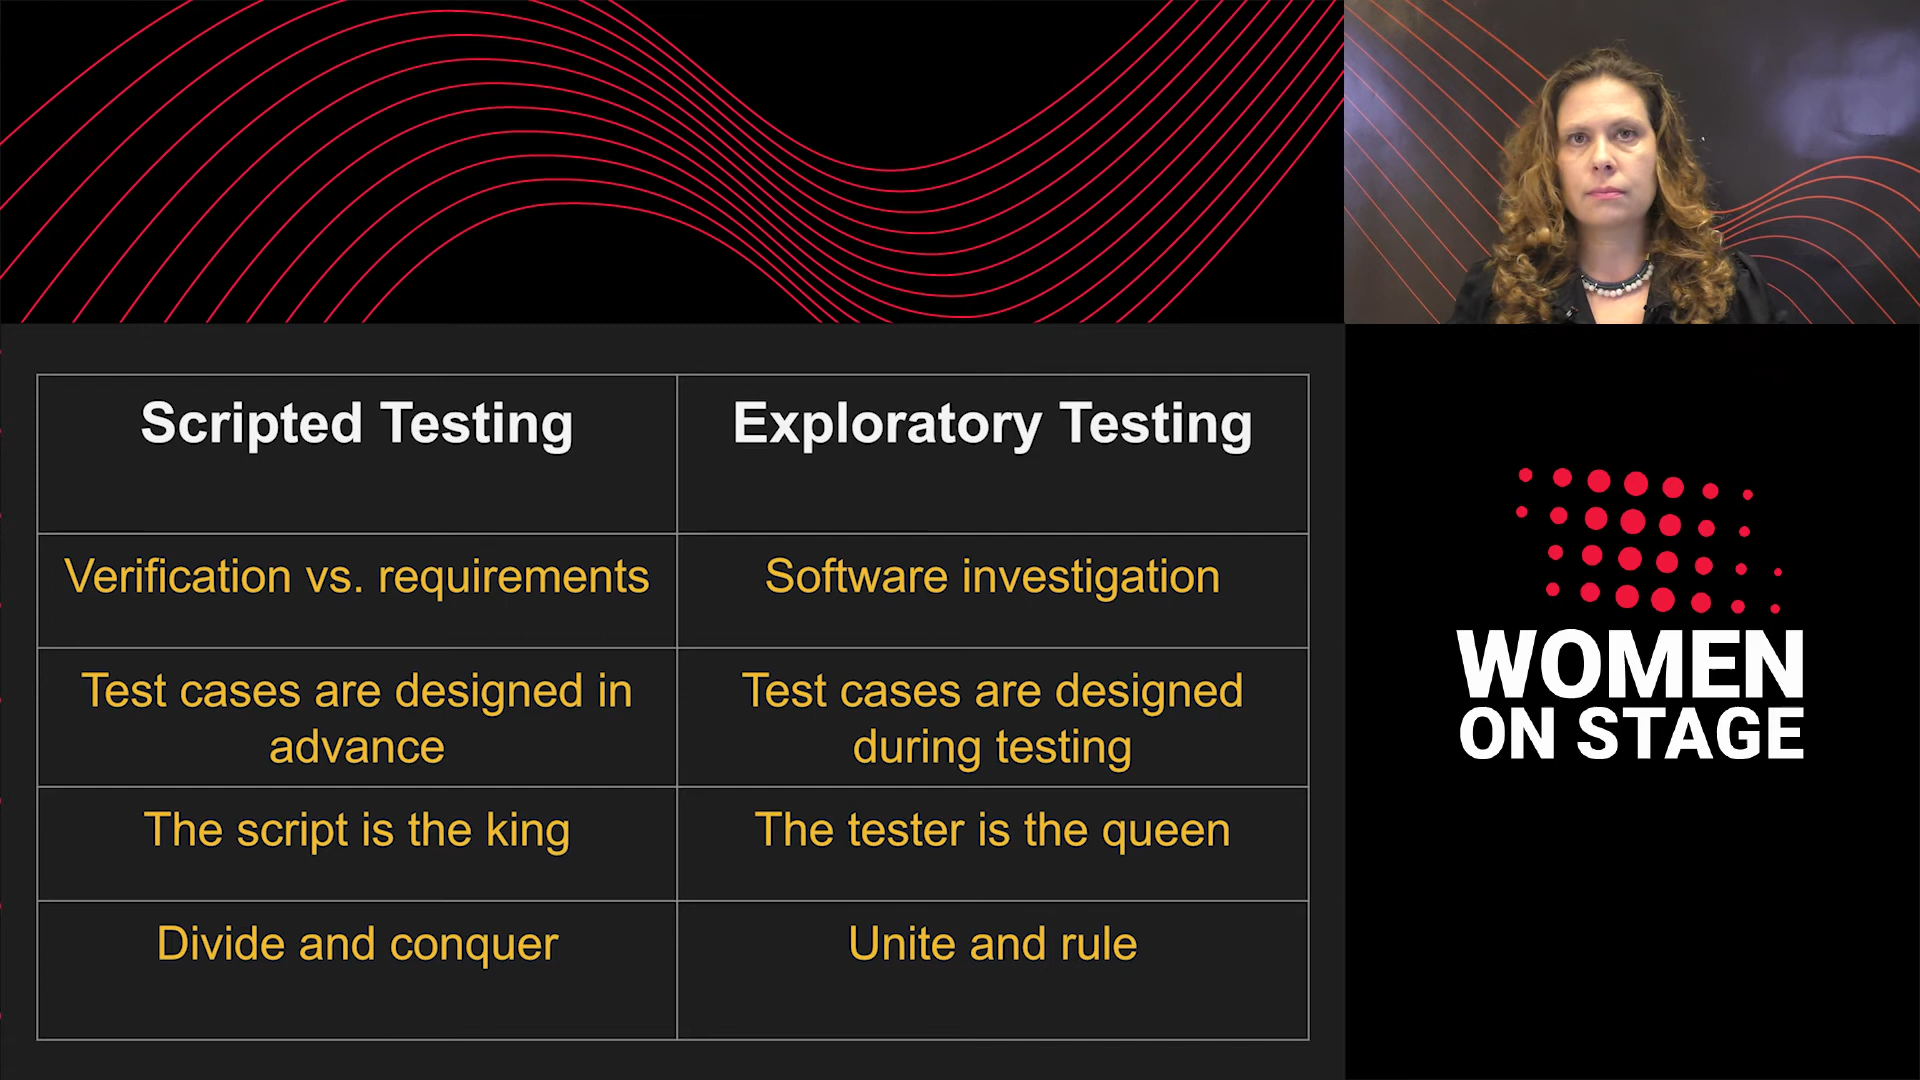 Scripted Testing
Exploratory Testing
Verification vs. requirements
Software investigation
Test cases are designed in
advance
Test cases are designed
during testing
The script is the king
The tester is the queen
Divide and conquer
Unite and rule
WOMEN
ON STAGE